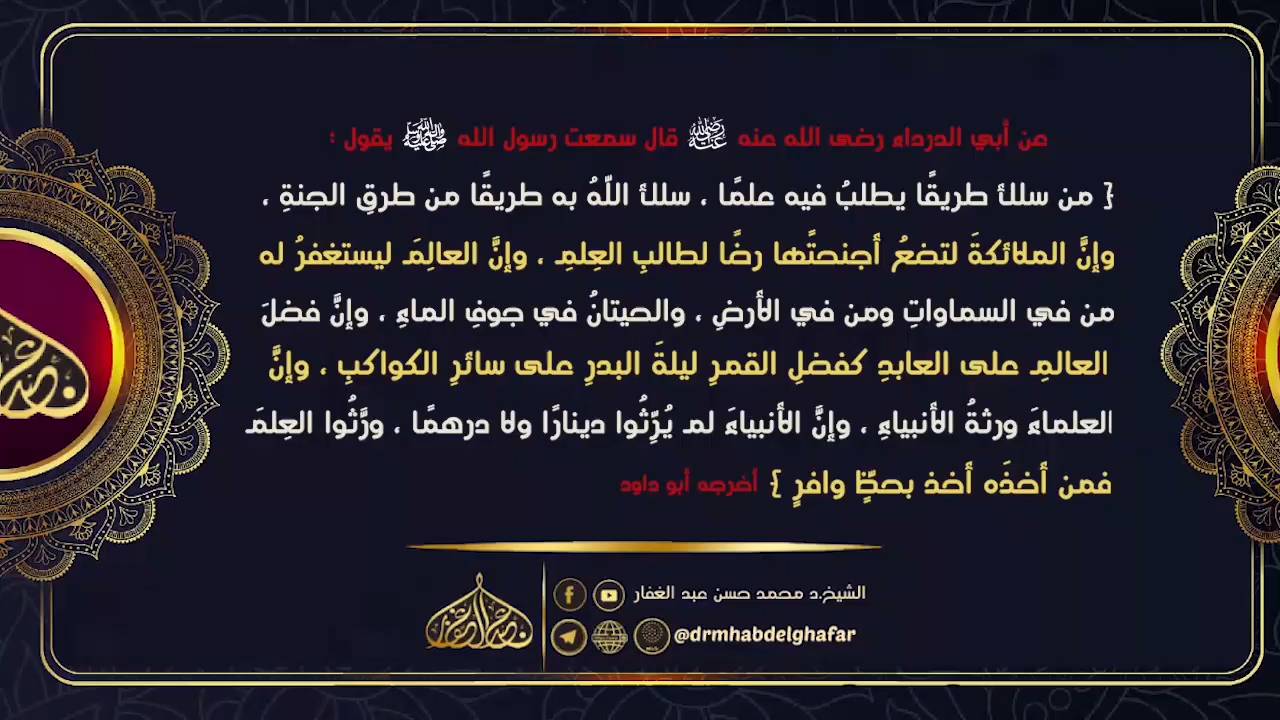 عن أبي الدرداء رضى الله عنه رضي الله عنه قال سمعت رسول الله ﷺ يقول :
{ من سلك طريقًا يطلبُ فيه علمًا ، سلك اللّهُ به طريقًا من طرقِ الجنةِ ،
وإنَّ الملائكةَ لتضعُ أجنحتَها رضًا لطالبِ العِلمِ ، وإنَّ العالِمَ ليستغفرُ له
من في السماواتِ ومن في الأرضِ ، والحيتانُ في جوفِ الماءِ ، وإنَّ فضلَ
العالمِ على العابدِ كفضلِ القمرِ ليلةَ البدرِ على سائرِ الكواكبِ ، وإنَّ
العلماءَ ورثةُ الأنبياءِ ، وإنَّ الأنبياءَ لم يُرِّثُوا دينارًا ولا درهمًا ، ورَّثُوا العِلمَ
فمن أخذَه أخذ بحظٍّ وافرٍ } أخرجه أبو داود
الشيخ.د محمد حسن عبد الغفار
@drmhabdelghafar